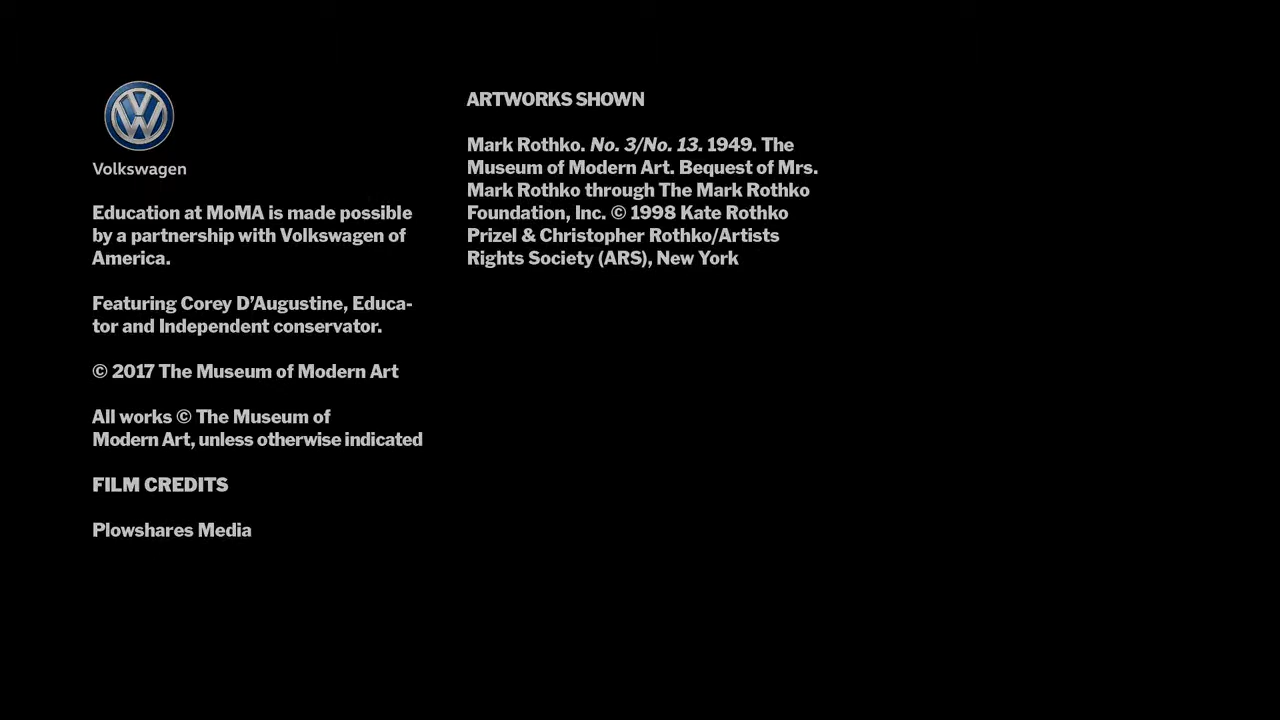 Volkswagen
Education at MoMA is made possible
by a partnership with Volkswagen of
America.
Featuring Corey D’Augustine, Educa-
tor and Independent conservator.
© 2017 The Museum of Modern Art
All works © The Museum of
Modern Art, unless otherwise indicated
FILM CREDITS
Plowshares Media
ARTWORKS SHOWN
Mark Rothko. No. 3/No. 13. 1949. The
Museum of Modern Art. Bequest of Mrs.
Mark Rothko through The Mark Rothko
Foundation, Inc. © 1998 Kate Rothko
Prizel & Christopher Rothko/Artists
Rights Society (ARS), New York